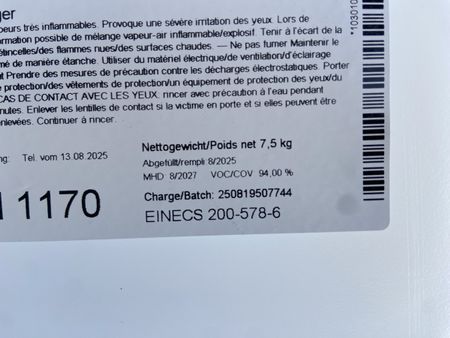 ger
peurs très inflammables. Provoque une sévère irritation des yeux. Lors de
ormation possible de mélange vapeur-air inflammable/explosif. Tenir à l'écart de la
étincelles/des flammes nues/des surfaces chaudes. — Ne pas fumer Maintenir le
mé de manière étanche. Utiliser du matériel électrique/de ventilation/d'éclairage
t Prendre des mesures de précaution contre les décharges électrostatiques. Porter
e protection/des vêtements de protection/un équipement de protection des yeux/du
CAS DE CONTACT AVEC LES YEUX: rincer avec précaution à l'eau pendant
nutes. Enlever les lentilles de contact si la victime en porte et si elles peuvent être
nlevées. Continuer à rincer.
ng: Tel. vom 13.08.2025
Nettogewicht/Poids net 7,5 kg
Abgefüllt/rempli 8/2025
MHD 8/2027 VOC/COV 94,00 %
1170
Charge/Batch: 250819507744
EINECS 200-578-6